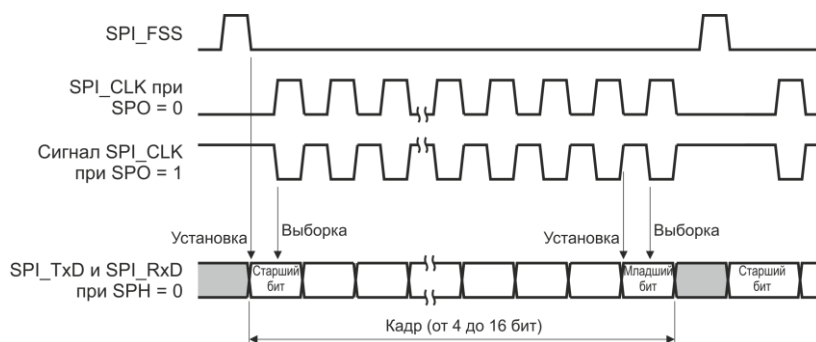 SPI_FSS
SPI_CLK при
SPO = 0
Сигнал SPI_CLK
при SPO = 1
Установка
Выборка
Установка
Выборка
SPI_TxD и SPI_RxD
при SPH = 0
Старший
бит
Младший
бит
Старший
бит
Кадр (от 4 до 16 бит)